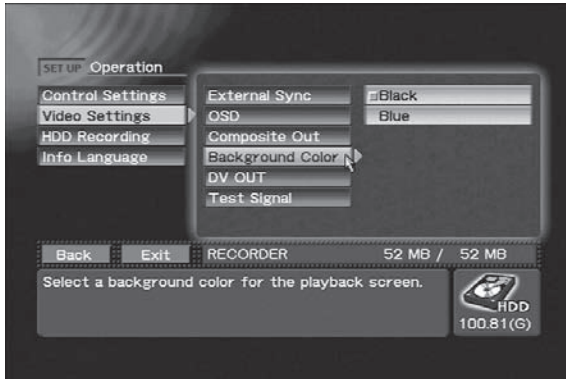 SET UP Operation
Control Settings
Video Settings
HDD Recording
Info Language
External Sync
OSD
Composite Out
Background Color
DV OUT
Test Signal
Black
Blue
Back Exit RECORDER 52 MB / 52 MB
Select a background color for the playback screen.
HDD
100.81(G)